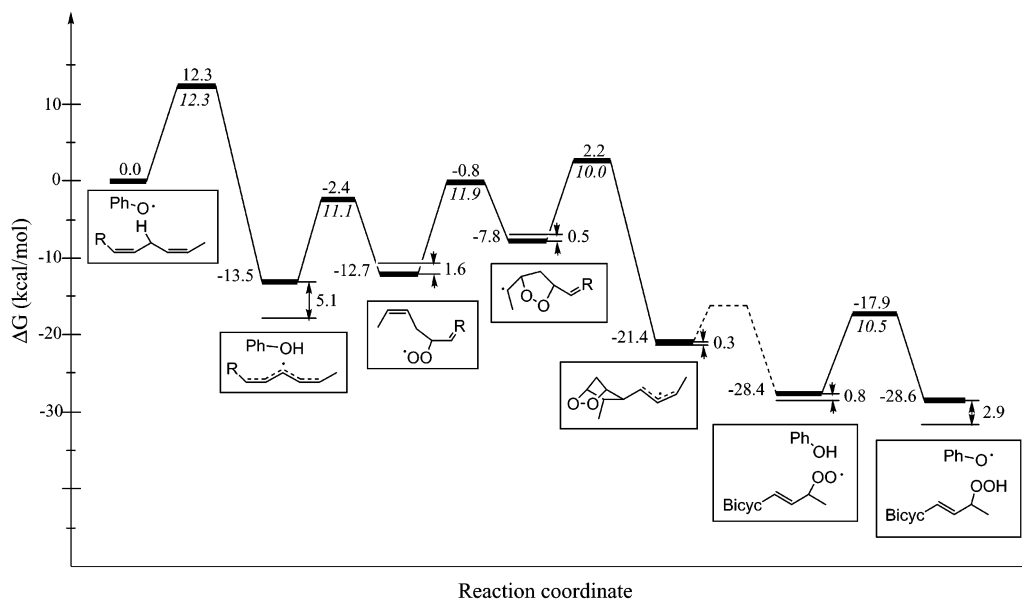 12.3
12.3
10
0.0
0
Ph
O·
H
R
-2.4
11.1
-0.8
11.9
2.2
10.0
-7.8
0.5
R
·
O
O
-10
-13.5
5.1
-12.7
1.6
R
·OO
Ph
OH
R
·
-20
-21.4
0.3
O-O
·
-17.9
10.5
-28.4
0.8
-28.6
2.9
-30
Ph
OH
OO·
Bicyc
Ph
O·
OOH
Bicyc
ΔG (kcal/mol)
Reaction coordinate